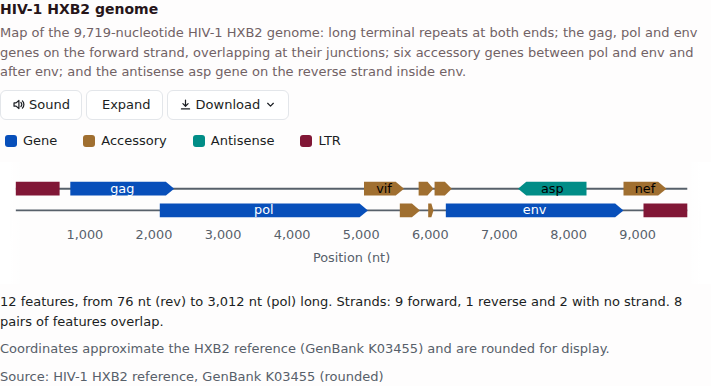 HIV-1 HXB2 genome
Map of the 9,719-nucleotide HIV-1 HXB2 genome: long terminal repeats at both ends; the gag, pol and env
genes on the forward strand, overlapping at their junctions; six accessory genes between pol and env and
after env; and the antisense asp gene on the reverse strand inside env.
Sound Expand Download
Gene Accessory Antisense LTR
gag vif asp nef
pol env
1,000 2,000 3,000 4,000 5,000 6,000 7,000 8,000 9,000
Position (nt)
12 features, from 76 nt (rev) to 3,012 nt (pol) long. Strands: 9 forward, 1 reverse and 2 with no strand. 8
pairs of features overlap.
Coordinates approximate the HXB2 reference (GenBank K03455) and are rounded for display.
Source: HIV-1 HXB2 reference, GenBank K03455 (rounded)